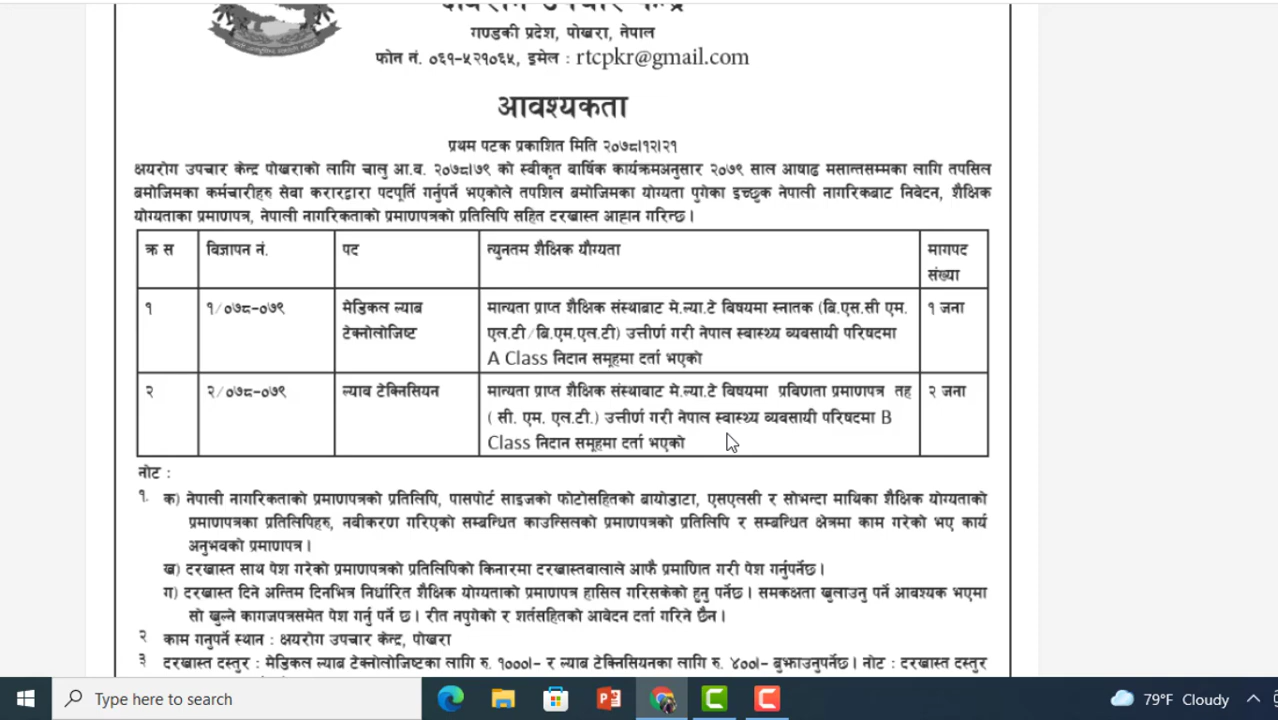 गण्डकी प्रदेश, पोखरा, नेपाल
फोन नं. ०६१-५२१०६५, इमेल : rtcpkr@gmail.com
आवश्यकता
प्रथम पटक प्रकाशित मिति २०७८।१२।२१
क्षयरोग उपचार केन्द्र पोखराको लागि चालु आ.व. २०७८।७९ को स्वीकृत वार्षिक कार्यक्रमअनुसार २०७९ साल आषाढ मसान्तसम्मका लागि तपसिल
बमोजिमका कर्मचारीहरु सेवा करारद्वारा पदपूर्ति गर्नुपर्ने भएकोले तपशिल बमोजिमका योग्यता पुगेका इच्छुक नेपाली नागरिकबाट निवेदन, शैक्षिक
योग्यताका प्रमाणपत्र, नेपाली नागरिकताको प्रमाणपत्रको प्रतिलिपि सहित दरखास्त आह्वान गरिन्छ।
क्र स विज्ञापन नं. पद न्युनतम शैक्षिक यौग्यता मागपद
संख्या
१ १/०७८-०७९ मेडिकल ल्याब मान्यता प्राप्त शैक्षिक संस्थाबाट मे.ल्या.टे बिषयमा स्नातक (बि.एस.सी एम. १ जना
टेक्नोलोजिष्ट एल.टी/बि.एम.एल.टी) उत्तीर्ण गरी नेपाल स्वास्थ्य व्यवसायी परिषदमा
A Class निदान समूहमा दर्ता भएको
२ २/०७८-०७९ ल्याब टेक्निसियन मान्यता प्राप्त शैक्षिक संस्थाबाट मे.ल्या.टे बिषयमा प्रविणता प्रमाणपत्र तह २ जना
( सी. एम. एल.टी.) उत्तीर्ण गरी नेपाल स्वास्थ्य व्यवसायी परिषदमा B
Class निदान समूहमा दर्ता भएको
नोट :
१. क) नेपाली नागरिकताको प्रमाणपत्रको प्रतिलिपि, पासपोर्ट साइजको फोटोसहितको बायोडाटा, एसएलसी र सोभन्दा माथिका शैक्षिक योग्यताको
प्रमाणपत्रका प्रतिलिपिहरु, नवीकरण गरिएको सम्बन्धित काउन्सिलको प्रमाणपत्रको प्रतिलिपि र सम्बन्धित क्षेत्रमा काम गरेको भए कार्य
अनुभवको प्रमाणपत्र।
ख) दरखास्त साथ पेश गरेको प्रमाणपत्रको प्रतिलिपिको किनारमा दरखास्तवालाले आफै प्रमाणित गरी पेश गर्नुपर्नेछ।
ग) दरखास्त दिने अन्तिम दिनभित्र निर्धारित शैक्षिक योग्यताको प्रमाणपत्र हासिल गरिसकेको हुनु पर्नेछ। समकक्षता खुलाउनु पर्ने आवश्यक भएमा
सो खुल्ने कागजपत्रसमेत पेश गर्नु पर्ने छ। रीत नपुगेको र शर्तसहितको आबेदन दर्ता गरिने छैन।
२ काम गनुपर्ने स्थान : क्षयरोग उपचार केन्द्र, पोखरा
३ दरखास्त दस्तुर : मेडिकल ल्याब टेक्नोलोजिष्टका लागि रु. १०००।- र ल्याब टेक्निसियनका लागि रु. ४००।- बुझाउनुपर्नेछ। नोट : दरखास्त दस्तुर
Type here to search
79°F Cloudy